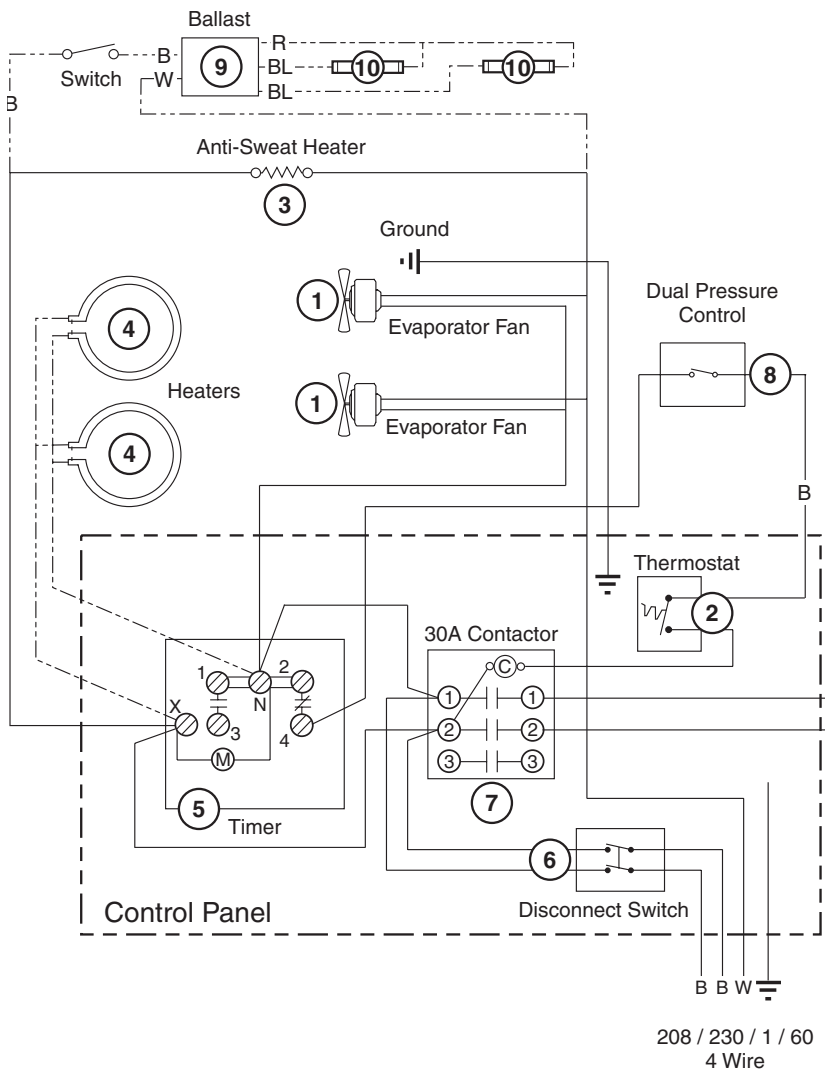 Ballast
R
B
9
BL
10
10
W
Switch
BL
B
Anti-Sweat Heater
3
Ground
1
Dual Pressure
Control
4
Evaporator Fan
8
Heaters
1
4
Evaporator Fan
B
Thermostat
2
30A Contactor
C
1
2
1
1
X
N
2
2
3
4
M
3
3
5
Timer
7
6
Control Panel
Disconnect Switch
B B W
208 / 230 / 1 / 60
4 Wire